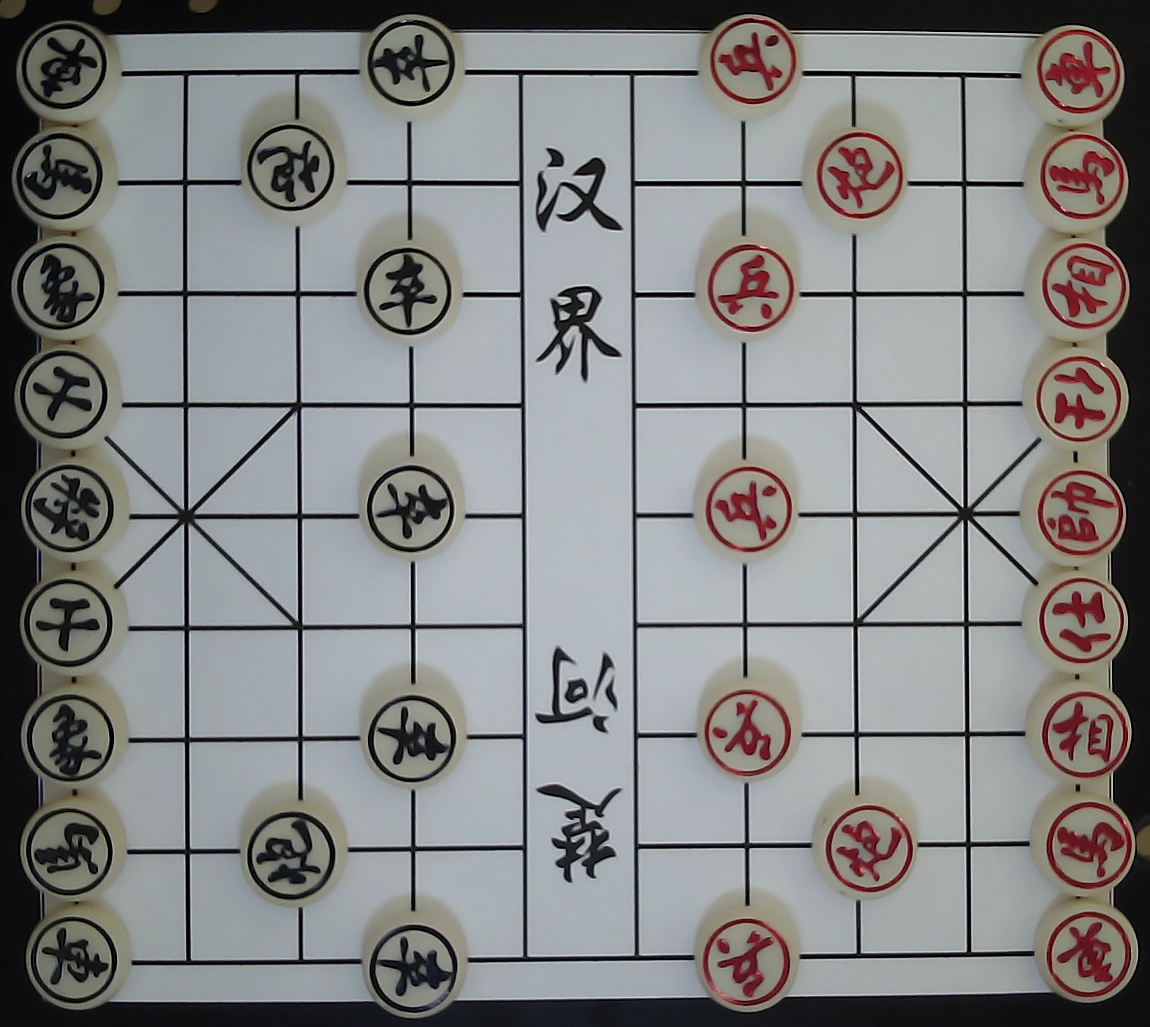 車 卒 兵 車
馬 砲 汉 炮 馬
象 卒 界 兵 相
士 仕
將 卒 兵 帥
士 仕
象 卒 河 兵 相
馬 砲 楚 炮 馬
車 卒 兵 車